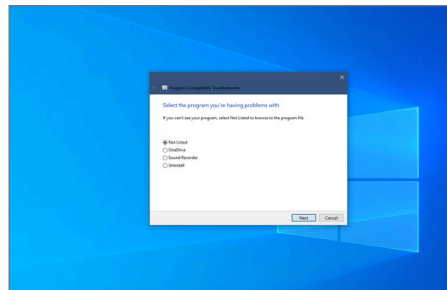 Program Compatibility Troubleshooter
Select the program you're having problems with
If you can't see your program, select Not Listed to browse to the program file.
Not Listed
OneDrive
Sound Recorder
Uninstall
Next
Cancel